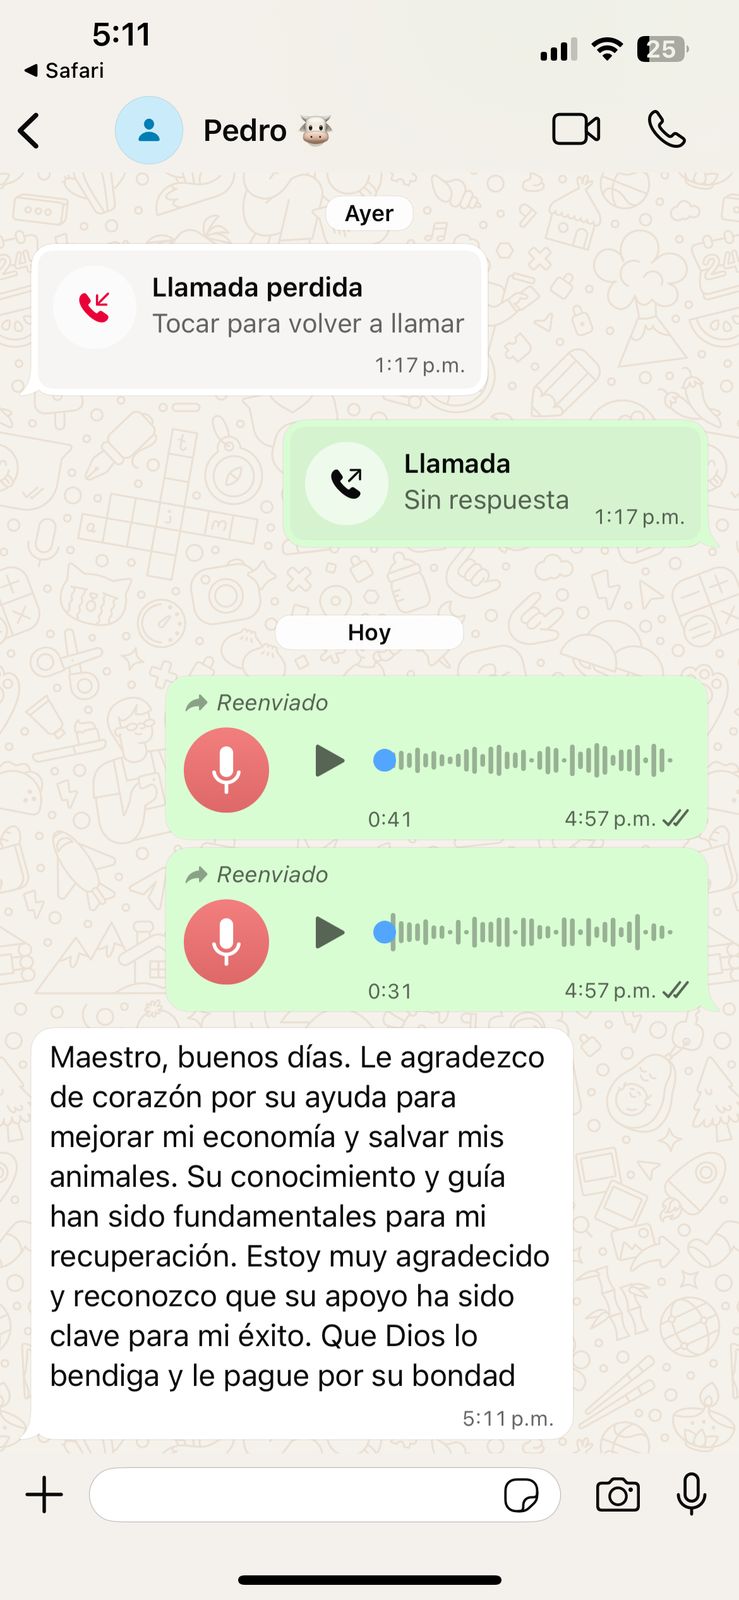 5:11
25
Safari
Pedro 🐮
Ayer
Llamada perdida
Tocar para volver a llamar
1:17 p.m.
Llamada
Sin respuesta
1:17 p.m.
Hoy
Reenviado
0:41
4:57 p.m.
Reenviado
0:31
4:57 p.m.
Maestro, buenos días. Le agradezco
de corazón por su ayuda para
mejorar mi economía y salvar mis
animales. Su conocimiento y guía
han sido fundamentales para mi
recuperación. Estoy muy agradecido
y reconozco que su apoyo ha sido
clave para mi éxito. Que Dios lo
bendiga y le pague por su bondad
5:11 p.m.